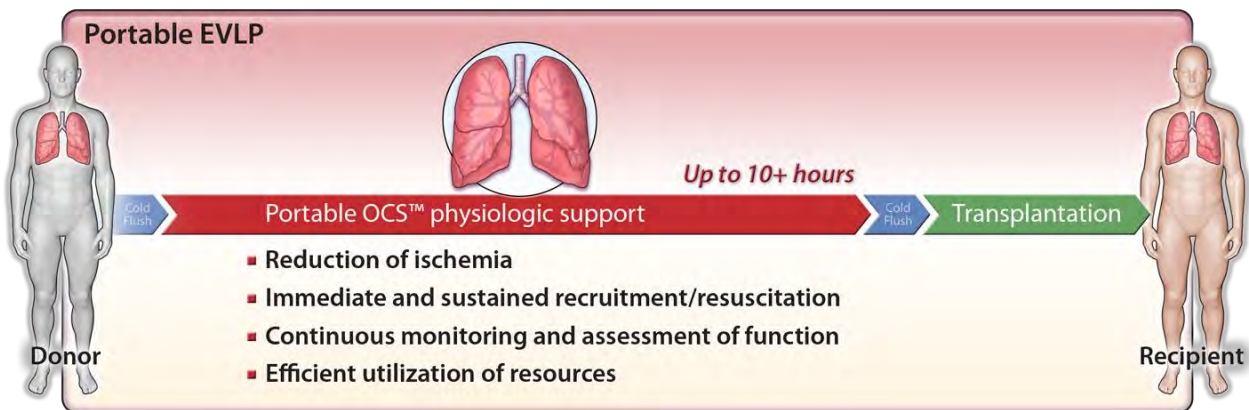 Portable EVLP
Up to 10+ hours
Cold
Flush
Portable OCS™ physiologic support
Cold
Flush
Transplantation
▪ Reduction of ischemia
▪ Immediate and sustained recruitment/resuscitation
▪ Continuous monitoring and assessment of function
▪ Efficient utilization of resources
Donor
Recipient